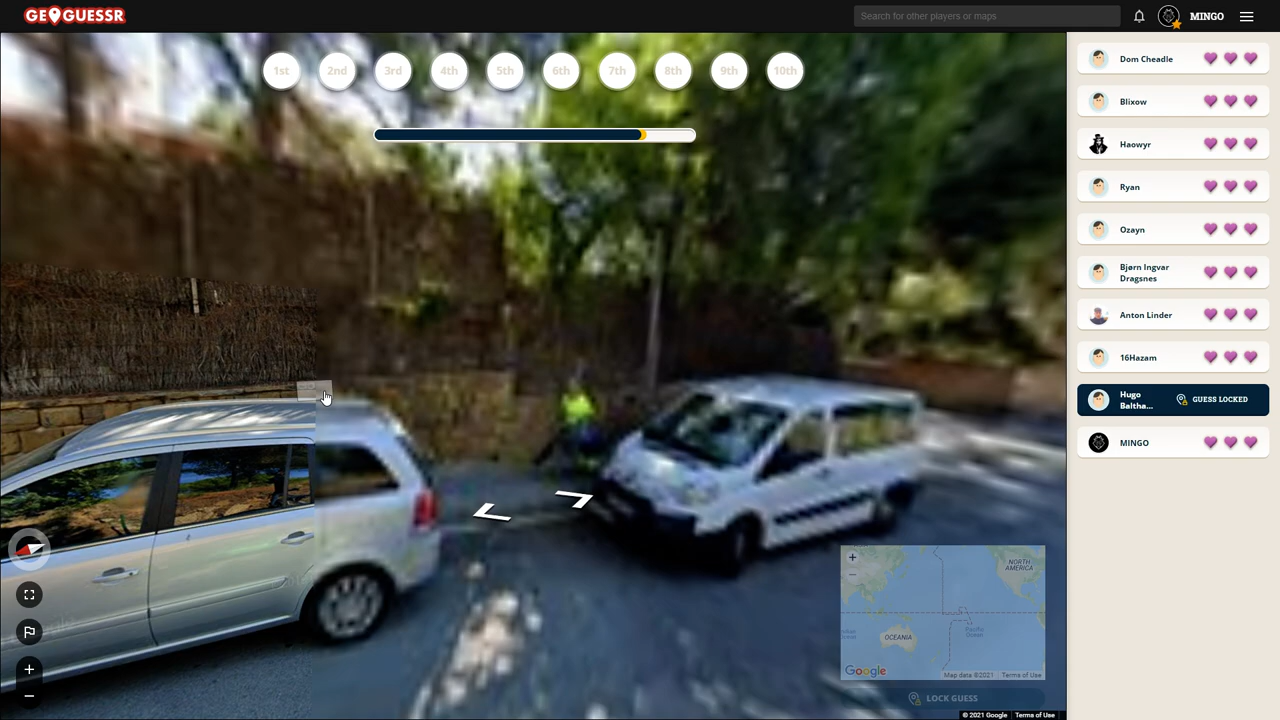 GEOGUESSR
Search for other players or maps
MINGO
1st 2nd 3rd 4th 5th 6th 7th 8th 9th 10th
Dom Cheadle
Blixow
Haowyr
Ryan
Ozayn
Bjørn Ingvar
Dragsnes
Anton Linder
16Hazam
Hugo
Baltha...
GUESS LOCKED
MINGO
NORTH
AMERICA
OCEANIA
Pacific
Ocean
Google
Map data ©2021 Terms of Use
LOCK GUESS
© 2021 Google Terms of Use